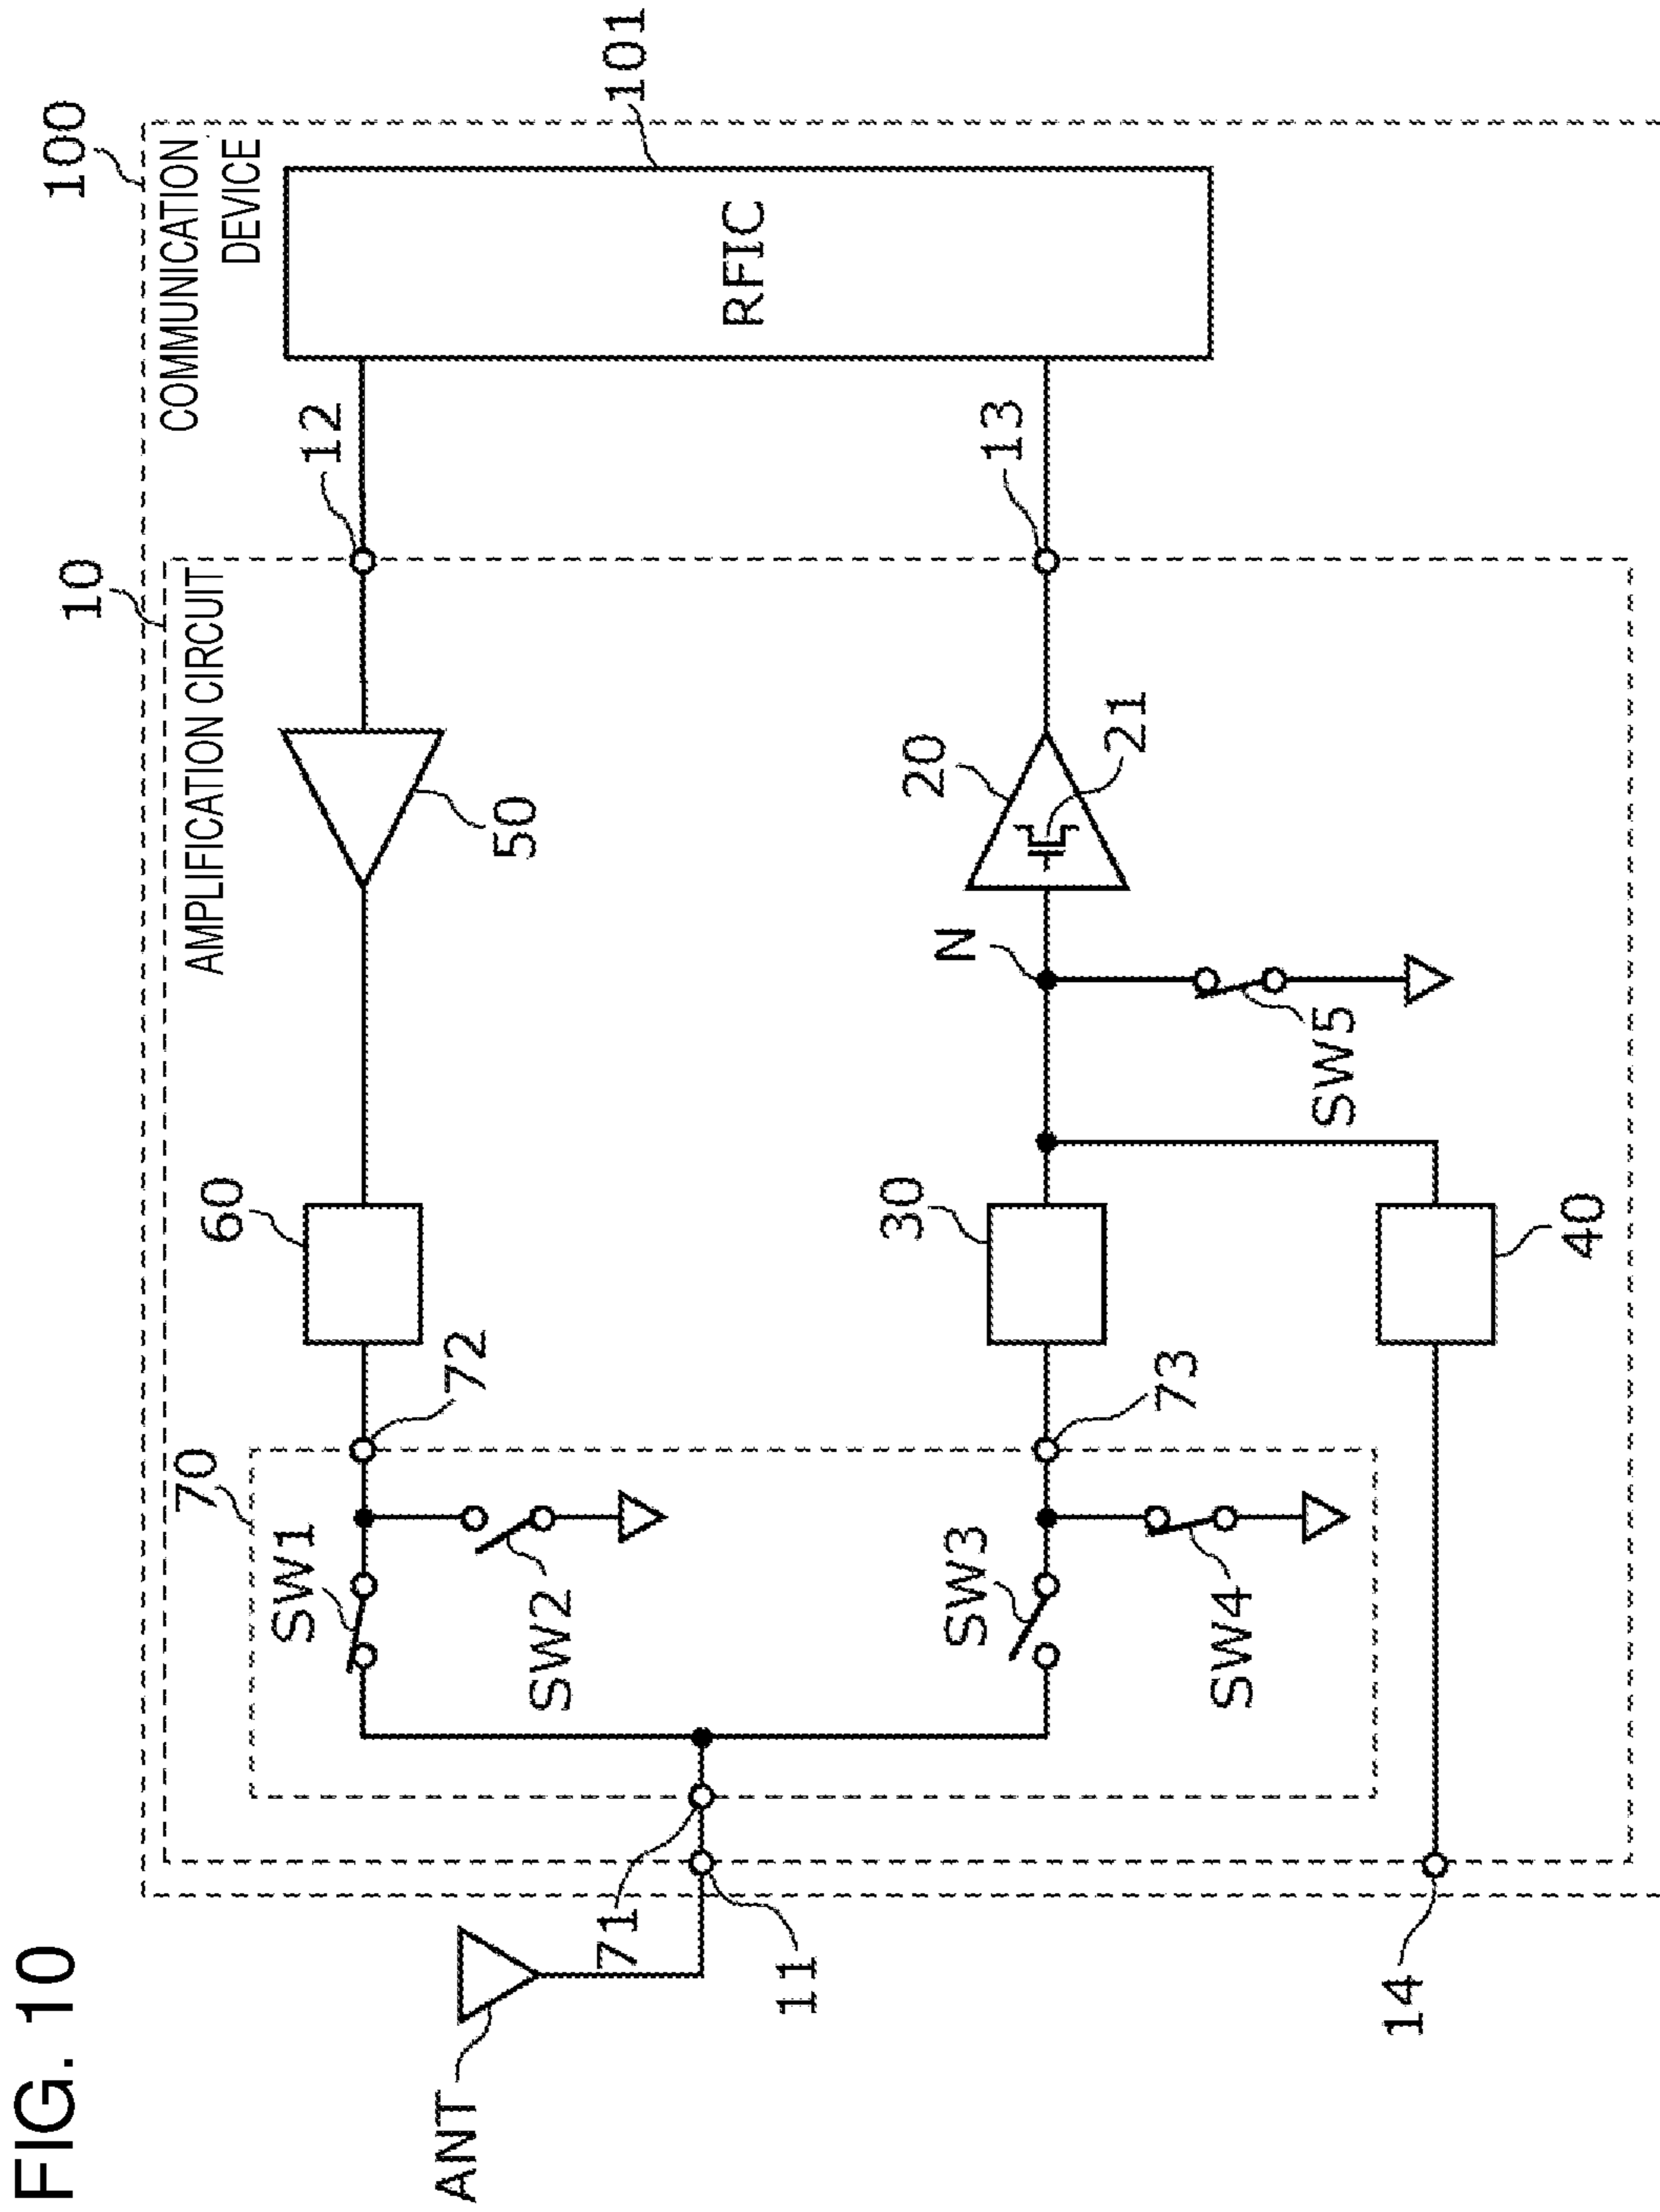 FIG. 10
100
COMMUNICATION
DEVICE
10
AMPLIFICATION CIRCUIT
101
RFIC
12
13
50
60
70
72
SW1
SW2
20
21
N
SW5
30
40
73
SW3
SW4
71
11
ANT
14